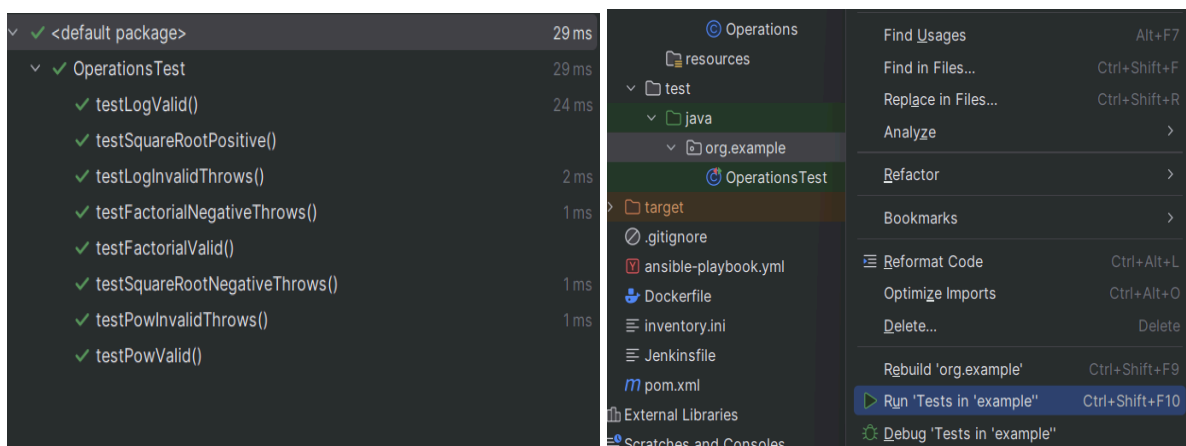 <default package> 29 ms
OperationsTest 29 ms
testLogValid() 24 ms
testSquareRootPositive()
testLogInvalidThrows() 2 ms
testFactorialNegativeThrows() 1 ms
testFactorialValid()
testSquareRootNegativeThrows() 1 ms
testPowInvalidThrows() 1 ms
testPowValid()
Operations
resources
test
java
org.example
OperationsTest
target
.gitignore
ansible-playbook.yml
Dockerfile
inventory.ini
Jenkinsfile
pom.xml
External Libraries
Scratches and Consoles
Find Usages Alt+F7
Find in Files... Ctrl+Shift+F
Replace in Files... Ctrl+Shift+R
Analyze
Refactor
Bookmarks
Reformat Code Ctrl+Alt+L
Optimize Imports Ctrl+Alt+O
Delete... Delete
Rebuild 'org.example' Ctrl+Shift+F9
Run 'Tests in 'example'' Ctrl+Shift+F10
Debug 'Tests in 'example''